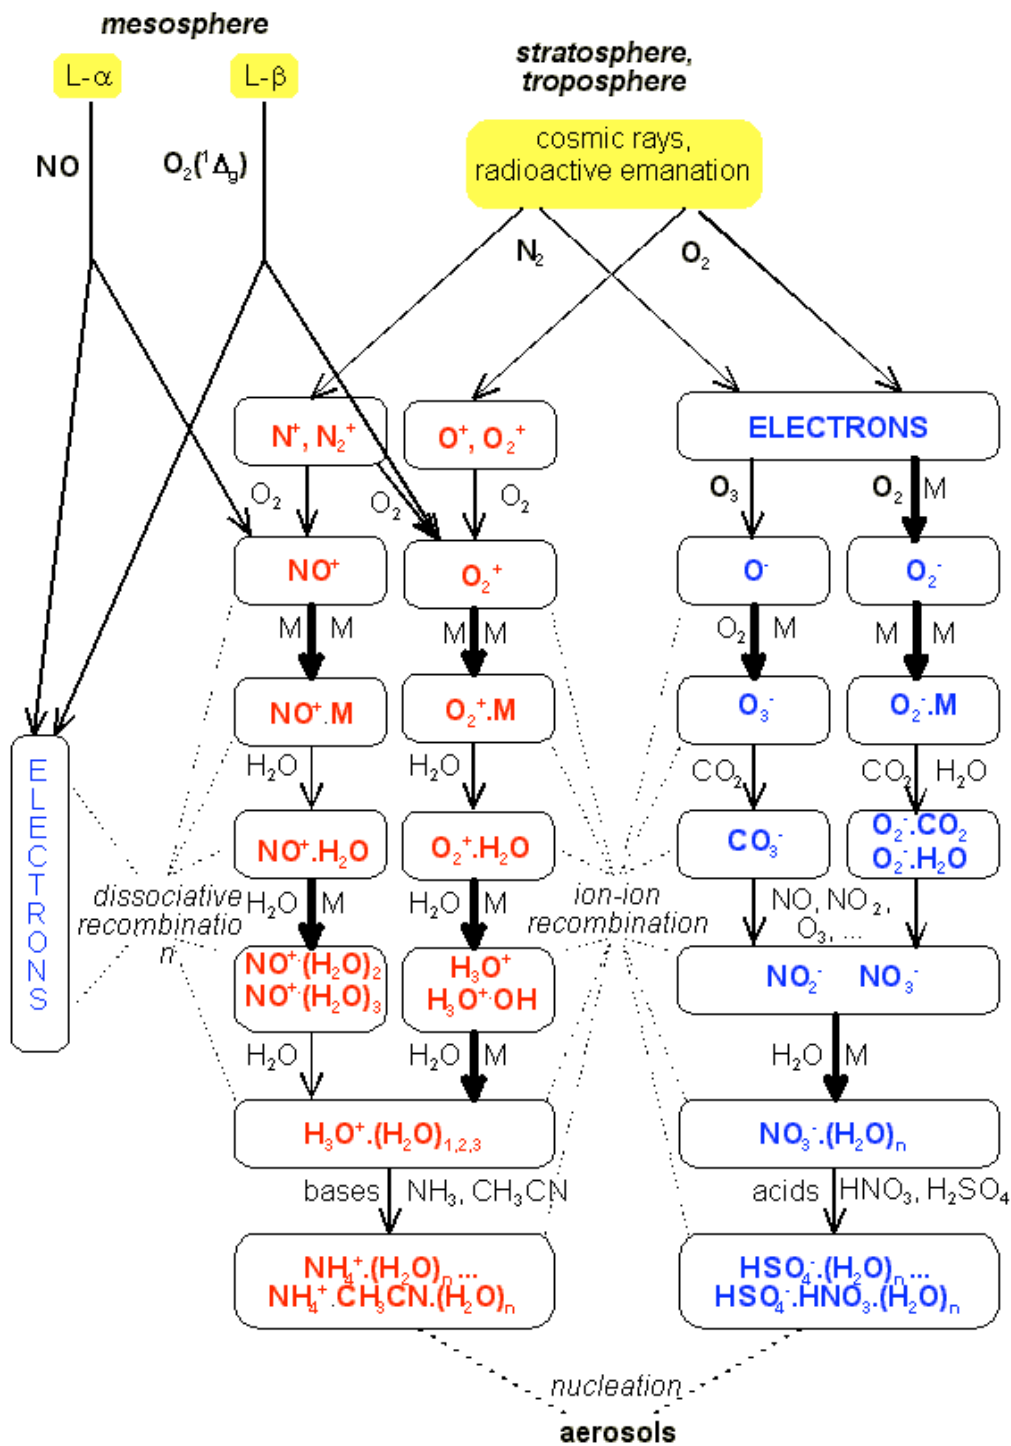 mesosphere
L-α
L-β
stratosphere,
troposphere
cosmic rays,
radioactive emanation
NO
O₂(¹Δg)
N₂
O₂
N⁺, N₂⁺
O⁺, O₂⁺
ELECTRONS
O₂
O₂
O₂
O₃
O₂ M
NO⁺
O₂⁺
O⁻
O₂⁻
M M
M M
O₂ M
M M
NO⁺.M
O₂⁺.M
O₃⁻
O₂⁻.M
ELECTRONS
H₂O
H₂O
CO₂
CO₂ H₂O
NO⁺.H₂O
O₂⁺.H₂O
CO₃⁻
O₂⁻.CO₂
O₂⁻.H₂O
dissociative
recombinatio
n
ion-ion
recombination
H₂O M
H₂O M
NO, NO₂,
O₃, ...
NO⁺.(H₂O)₂
NO⁺.(H₂O)₃
H₃O⁺
H₃O⁺.OH
NO₂⁻ NO₃⁻
H₂O
H₂O M
H₂O M
H₃O⁺.(H₂O)₁,₂,₃
NO₃⁻.(H₂O)n
bases NH₃, CH₃CN
acids HNO₃, H₂SO₄
NH₄⁺.(H₂O)n ...
NH₄⁺.CH₃CN.(H₂O)n
HSO₄⁻.(H₂O)n ...
HSO₄⁻.HNO₃.(H₂O)n
nucleation
aerosols